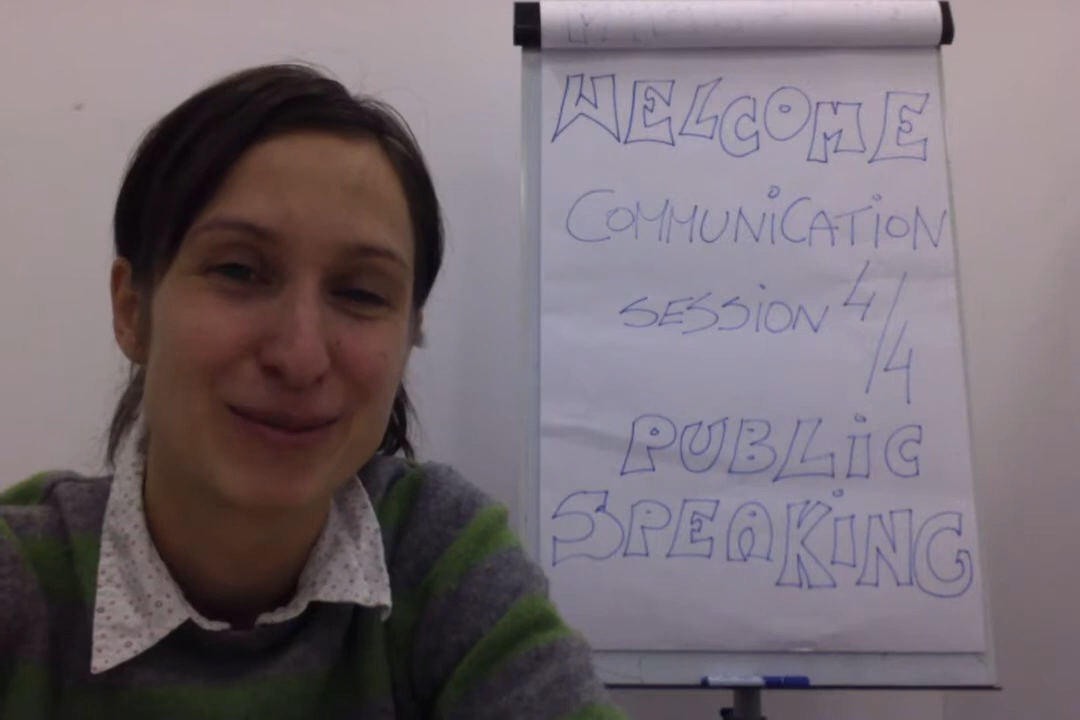 WELCOME
COMMUNiCATiON
SESSiON 4/4
PUBLiC
SPEAKiNG